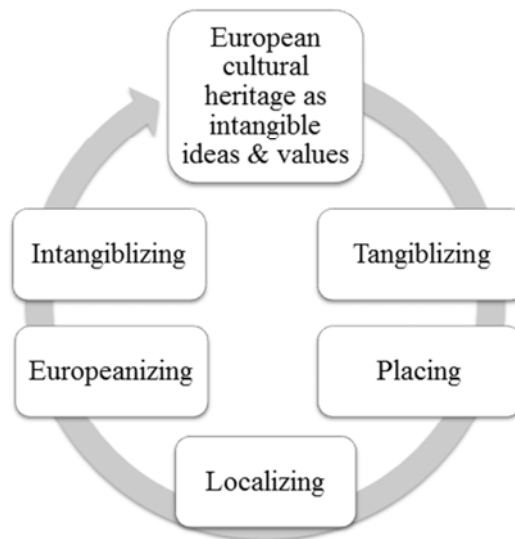 European
cultural
heritage as
intangible
ideas & values
Tangiblizing
Placing
Localizing
Europeanizing
Intangiblizing